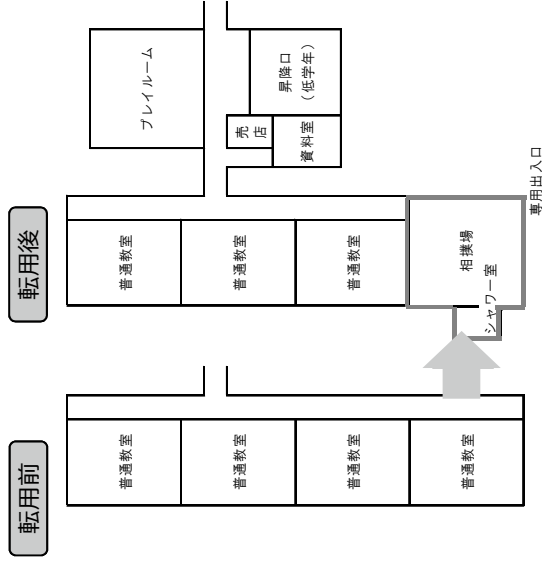 転用前
普通教室
普通教室
普通教室
普通教室
転用後
普通教室
普通教室
普通教室
相撲場
シャワー室
専用出入口
プレイルーム
売店
資料室
昇降口
（低学年）